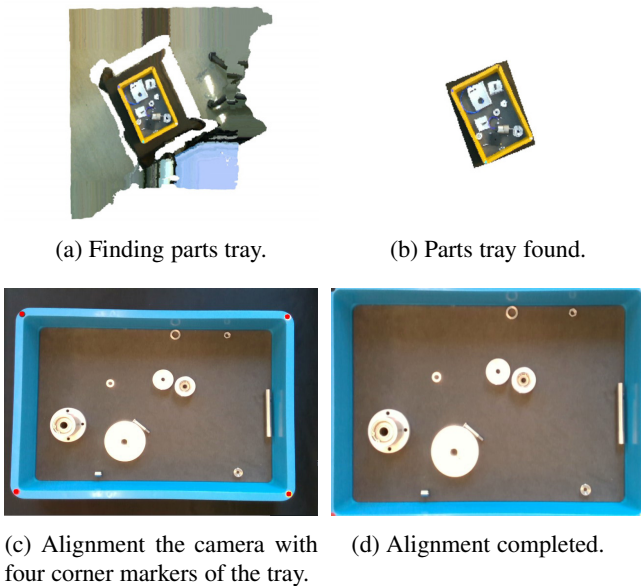 (a) Finding parts tray.
(b) Parts tray found.
(c) Alignment the camera with
four corner markers of the tray.
(d) Alignment completed.